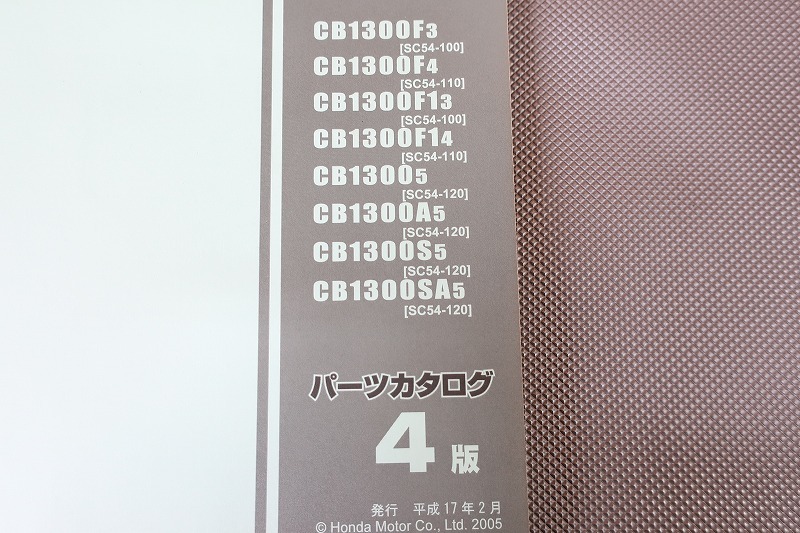 CB1300F3
[SC54-100]
CB1300F4
[SC54-110]
CB1300F13
[SC54-100]
CB1300F14
[SC54-110]
CB13005
[SC54-120]
CB1300A5
[SC54-120]
CB1300S5
[SC54-120]
CB1300SA5
[SC54-120]
パーツカタログ
4版
発行 平成17年2月
© Honda Motor Co., Ltd. 2005